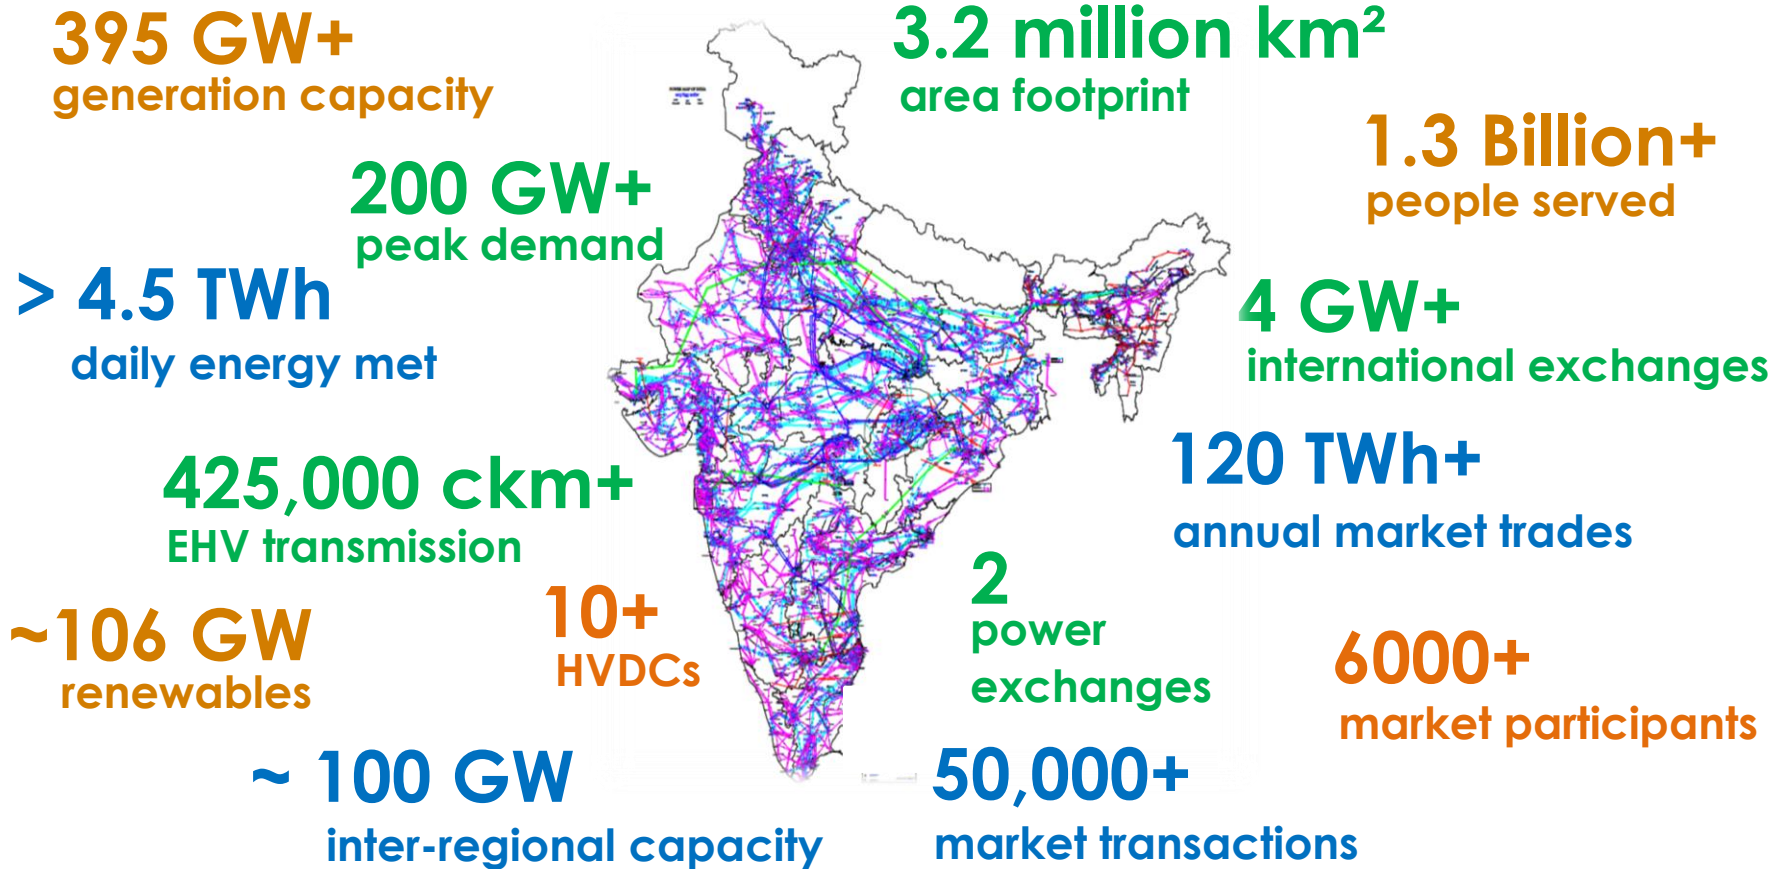 395 GW+
generation capacity
3.2 million km²
area footprint
1.3 Billion+
people served
200 GW+
peak demand
> 4.5 TWh
daily energy met
4 GW+
international exchanges
425,000 ckm+
EHV transmission
120 TWh+
annual market trades
2
power
exchanges
10+
HVDCs
~106 GW
renewables
6000+
market participants
~ 100 GW
inter-regional capacity
50,000+
market transactions